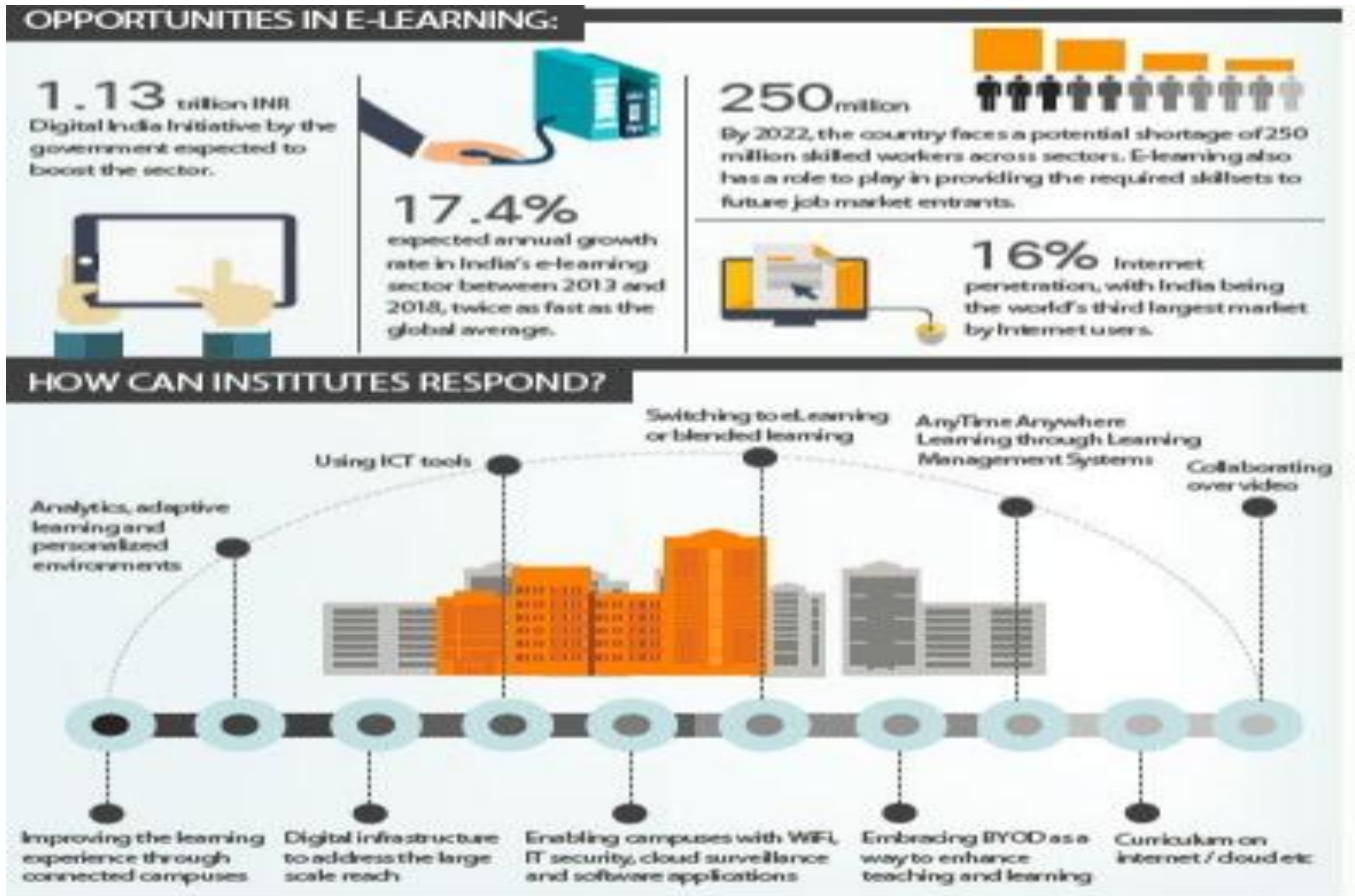 OPPORTUNITIES IN E-LEARNING:
1.13 trillion INR
Digital India Initiative by the
government expected to
boost the sector.
17.4%
expected annual growth
rate in India's e-learning
sector between 2013 and
2018, twice as fast as the
global average.
250 million
By 2022, the country faces a potential shortage of 250
million skilled workers across sectors. E-learning also
has a role to play in providing the required skillsets to
future job market entrants.
16% Internet
penetration, with India being
the world's third largest market
by Internet users.
HOW CAN INSTITUTES RESPOND?
Analytics, adaptive
learning and
personalized
environments
Using ICT tools
Switching to eLearning
or blended learning
AnyTime Anywhere
Learning through Learning
Management Systems
Collaborating
over video
Improving the learning
experience through
connected campuses
Digital infrastructure
to address the large
scale reach
Enabling campuses with WiFi,
IT security, cloud surveillance
and software applications
Embracing BYOD as a
way to enhance
teaching and learning
Curriculum on
internet / cloud etc